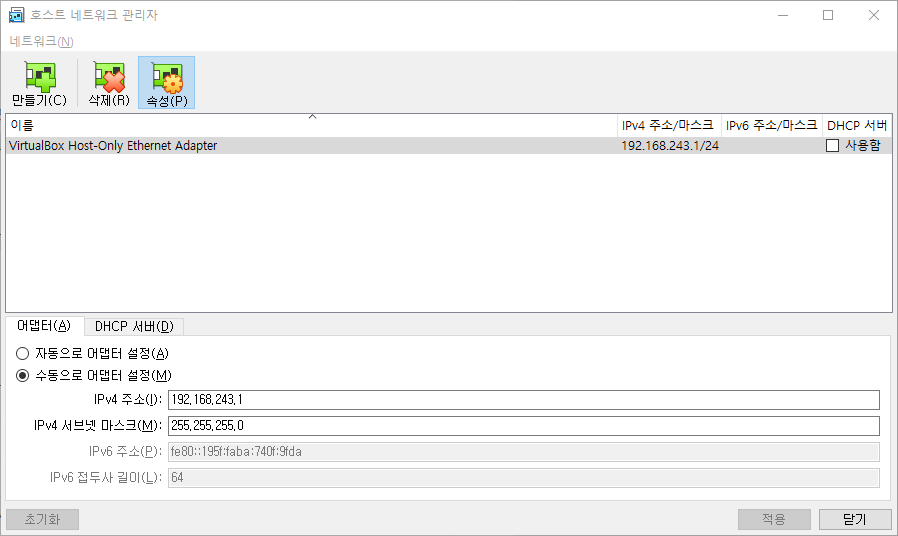 호스트 네트워크 관리자
네트워크(N)
만들기(C) 삭제(R) 속성(P)
이름 IPv4 주소/마스크 IPv6 주소/마스크 DHCP 서버
VirtualBox Host-Only Ethernet Adapter 192.168.243.1/24 사용함
어댑터(A) DHCP 서버(D)
자동으로 어댑터 설정(A)
수동으로 어댑터 설정(M)
IPv4 주소(I): 192.168.243.1
IPv4 서브넷 마스크(M): 255.255.255.0
IPv6 주소(P): fe80::195f:faba:740f:9fda
IPv6 접두사 길이(L): 64
초기화 적용 닫기